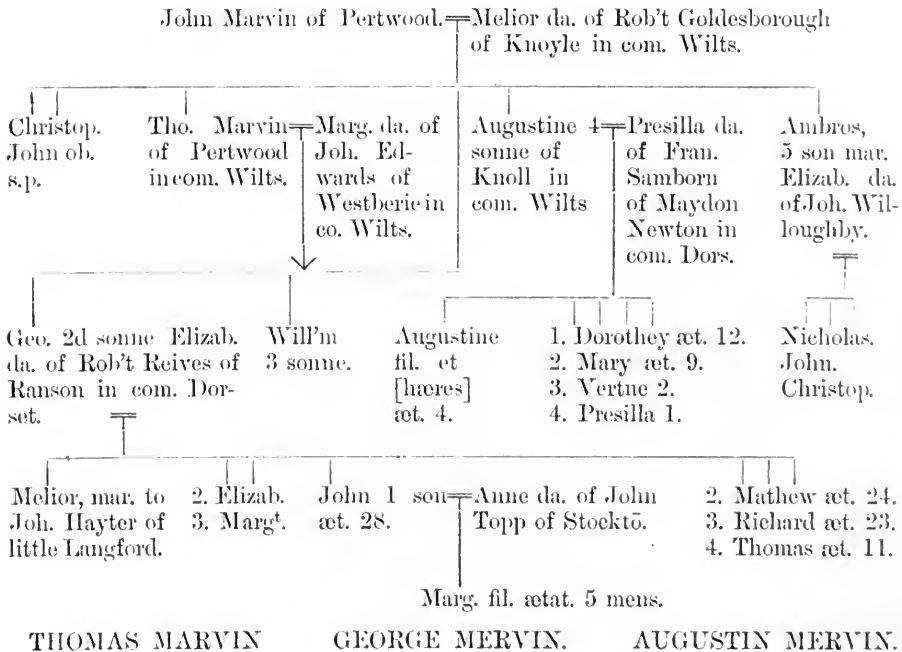 John Marvin of Pertwood.
Melior da. of Rob't Goldesborough
of Knoyle in com. Wilts.
Christop.
John ob.
s.p.
Tho. Marvin
of Pertwood
in com. Wilts.
Marg. da. of
Joh. Ed-
wards of
Westberie in
co. Wilts.
Augustine 4
sonne of
Knoll in
com. Wilts
Presilla da.
of Fran.
Samborn
of Maydon
Newton in
com. Dors.
Ambros,
5 son mar.
Elizab. da.
of Joh. Wil-
loughby.
Geo. 2d sonne Elizab.
da. of Rob't Reives of
Ranson in com. Dor-
set.
Will'm
3 sonne.
Augustine
fil. et
[hæres]
æt. 4.
1. Dorothey æt. 12.
2. Mary æt. 9.
3. Vertue 2.
4. Presilla 1.
Nicholas.
John.
Christop.
Melior, mar. to
Joh. Hayter of
little Langford.
2. Elizab.
3. Margᵗ.
John 1 son
æt. 28.
Anne da. of John
Topp of Stocktō.
2. Mathew æt. 24.
3. Richard æt. 23.
4. Thomas æt. 11.
Marg. fil. ætat. 5 mens.
THOMAS MARVIN GEORGE MERVIN. AUGUSTIN MERVIN.